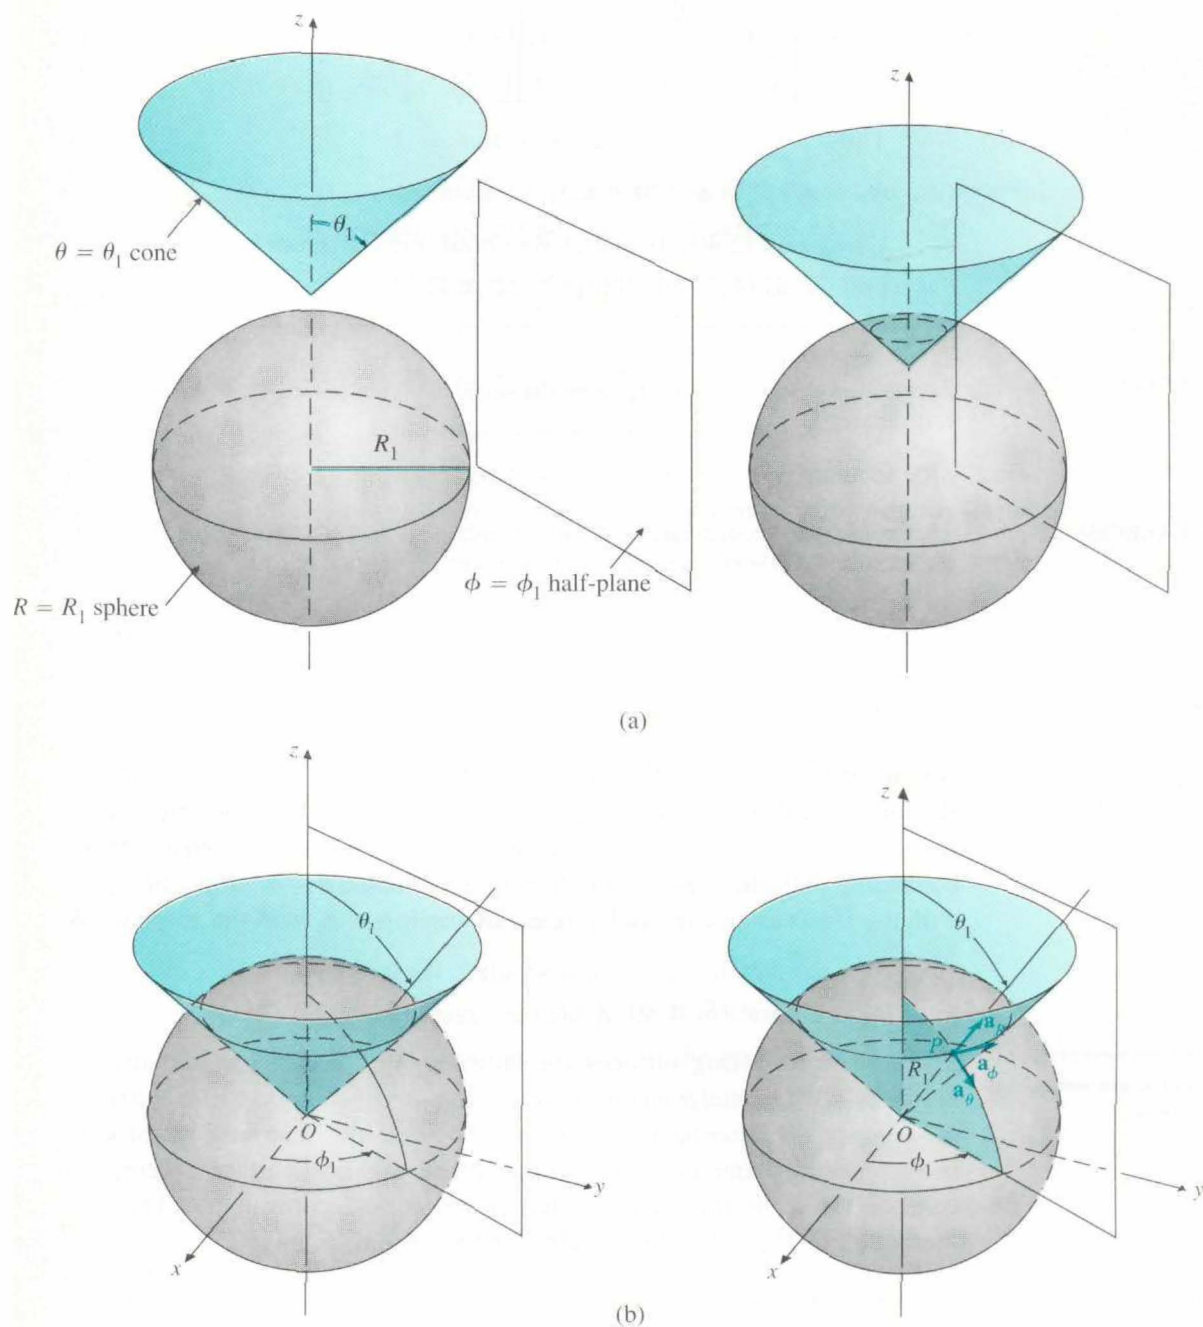 z
z
θ₁
θ = θ₁ cone
R₁
ϕ = ϕ₁ half-plane
R = R₁ sphere
(a)
z
z
θ₁
θ₁
P
a_R
R₁
a_ϕ
a_θ
O
O
ϕ₁
ϕ₁
y
y
x
x
(b)